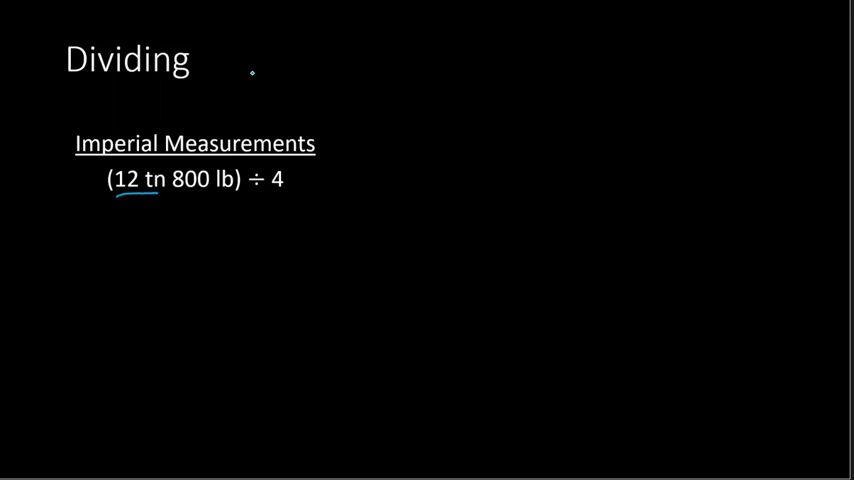 Dividing
Imperial Measurements
(12 tn 800 lb) ÷ 4